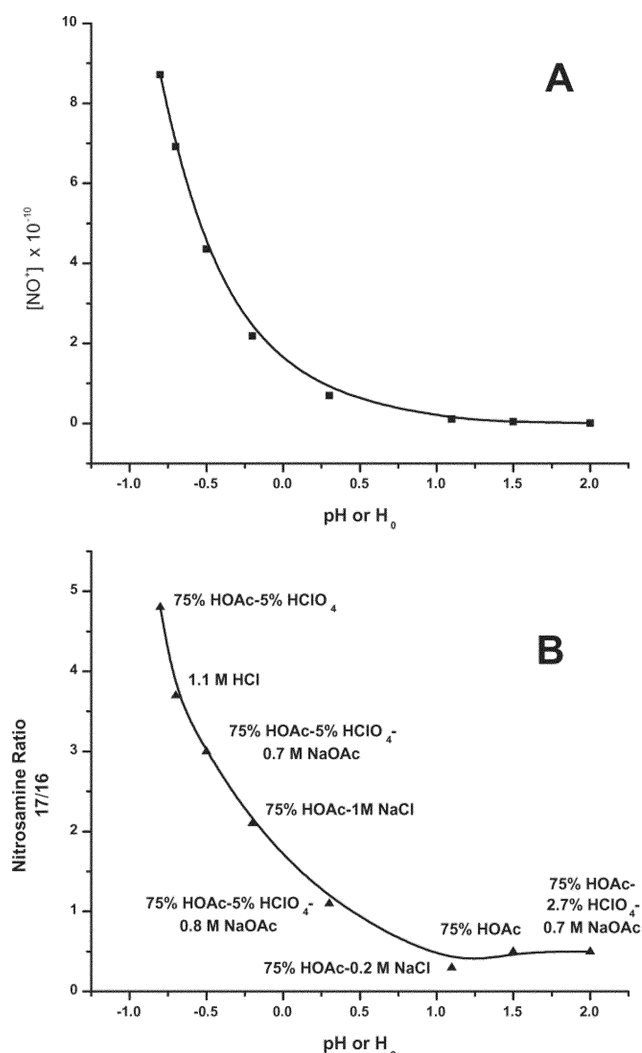 A
[NO+] x 10-10
10
8
6
4
2
0
-1.0 -0.5 0.0 0.5 1.0 1.5 2.0
pH or H0
B
Nitrosamine Ratio
17/16
5
4
3
2
1
0
75% HOAc-5% HClO4
1.1 M HCl
75% HOAc-5% HClO4-
0.7 M NaOAc
75% HOAc-1M NaCl
75% HOAc-5% HClO4-
0.8 M NaOAc
75% HOAc-0.2 M NaCl
75% HOAc
75% HOAc-
2.7% HClO4-
0.7 M NaOAc
-1.0 -0.5 0.0 0.5 1.0 1.5 2.0
pH or H0